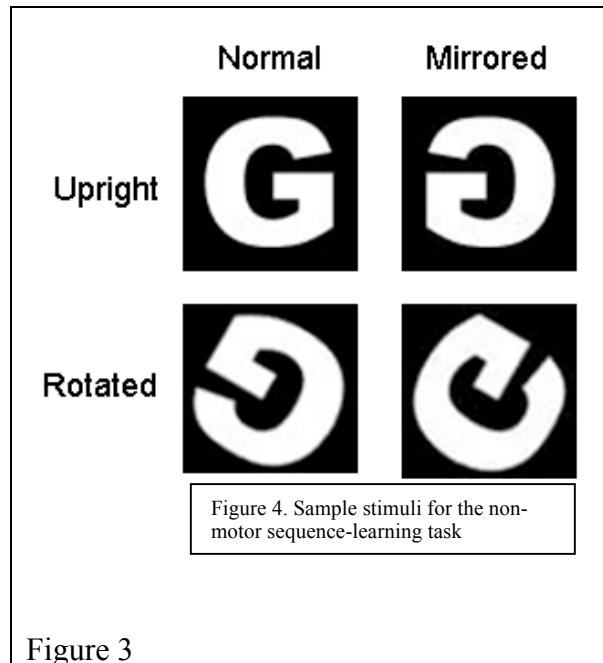 Normal Mirrored
Upright
G
Rotated
Figure 4. Sample stimuli for the non-
motor sequence-learning task
Figure 3